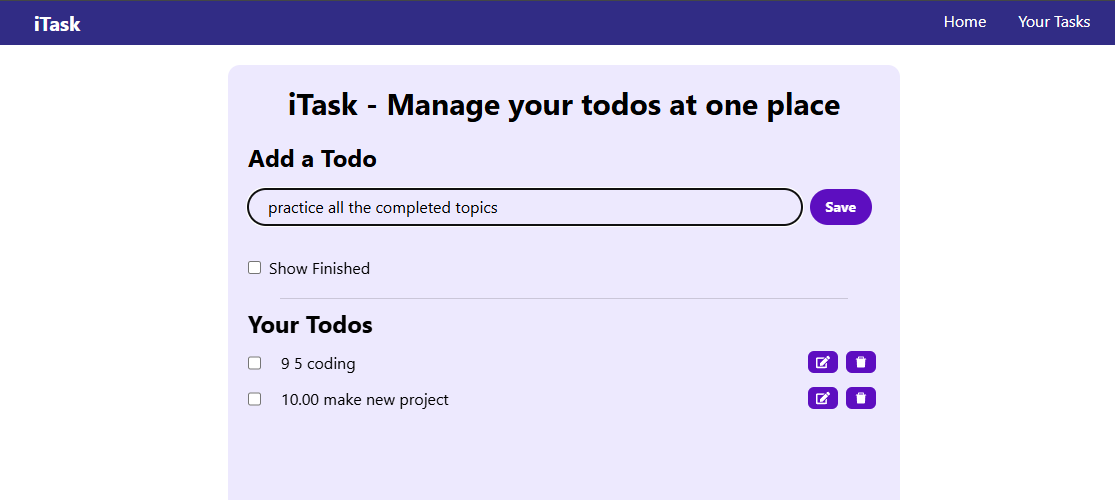 iTask Home Your Tasks
iTask - Manage your todos at one place
Add a Todo
practice all the completed topics Save
Show Finished
Your Todos
9 5 coding
10.00 make new project